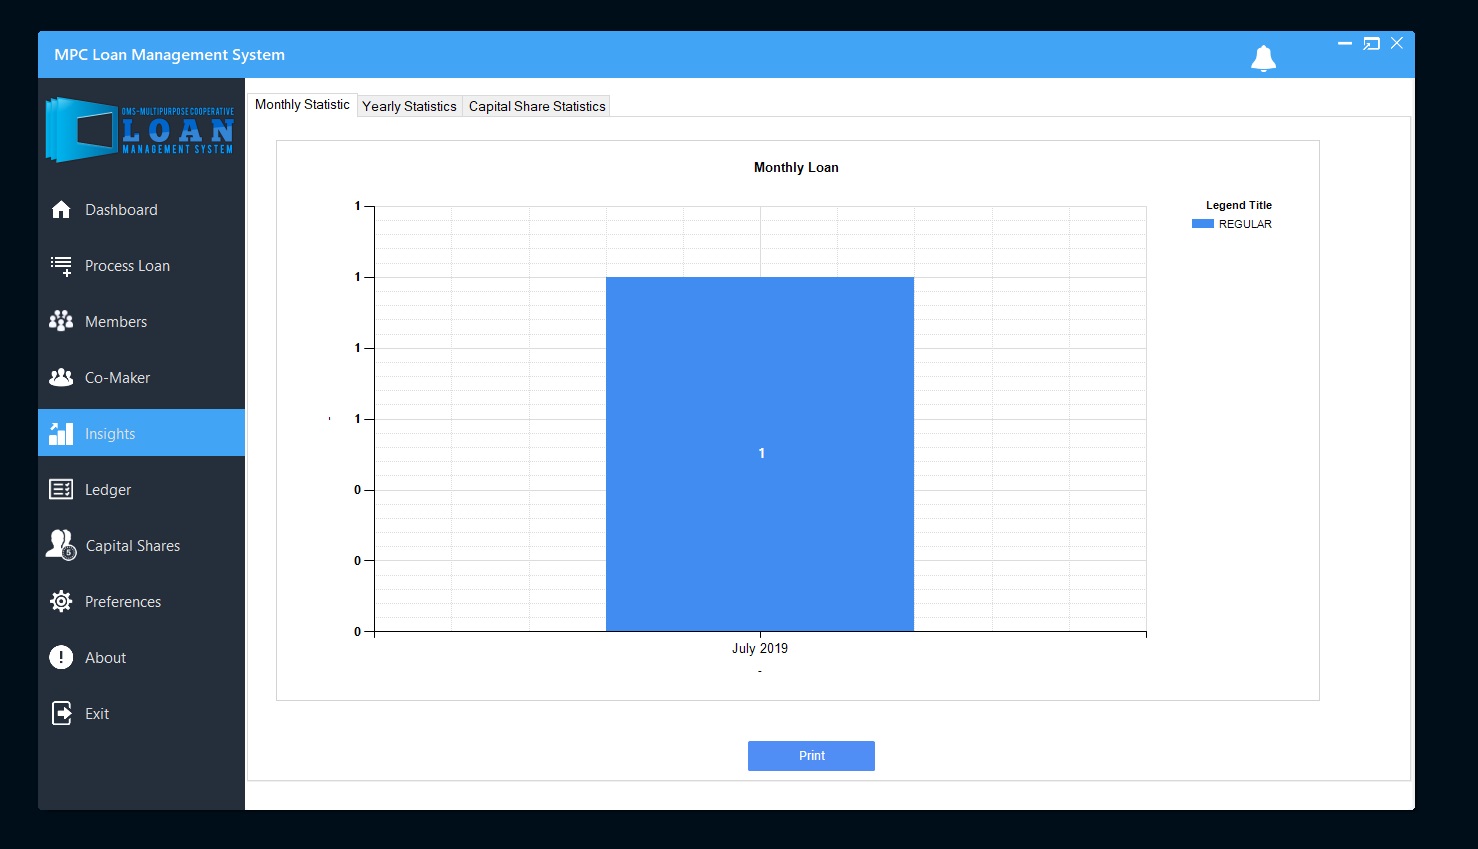 MPC Loan Management System
OMS-MULTIPURPOSE COOPERATIVE
LOAN
MANAGEMENT SYSTEM
Dashboard
Process Loan
Members
Co-Maker
Insights
Ledger
Capital Shares
Preferences
About
Exit
Monthly Statistic
Yearly Statistics
Capital Share Statistics
Monthly Loan
1
1
1
1
0
0
0
1
July 2019
-
Legend Title
REGULAR
Print